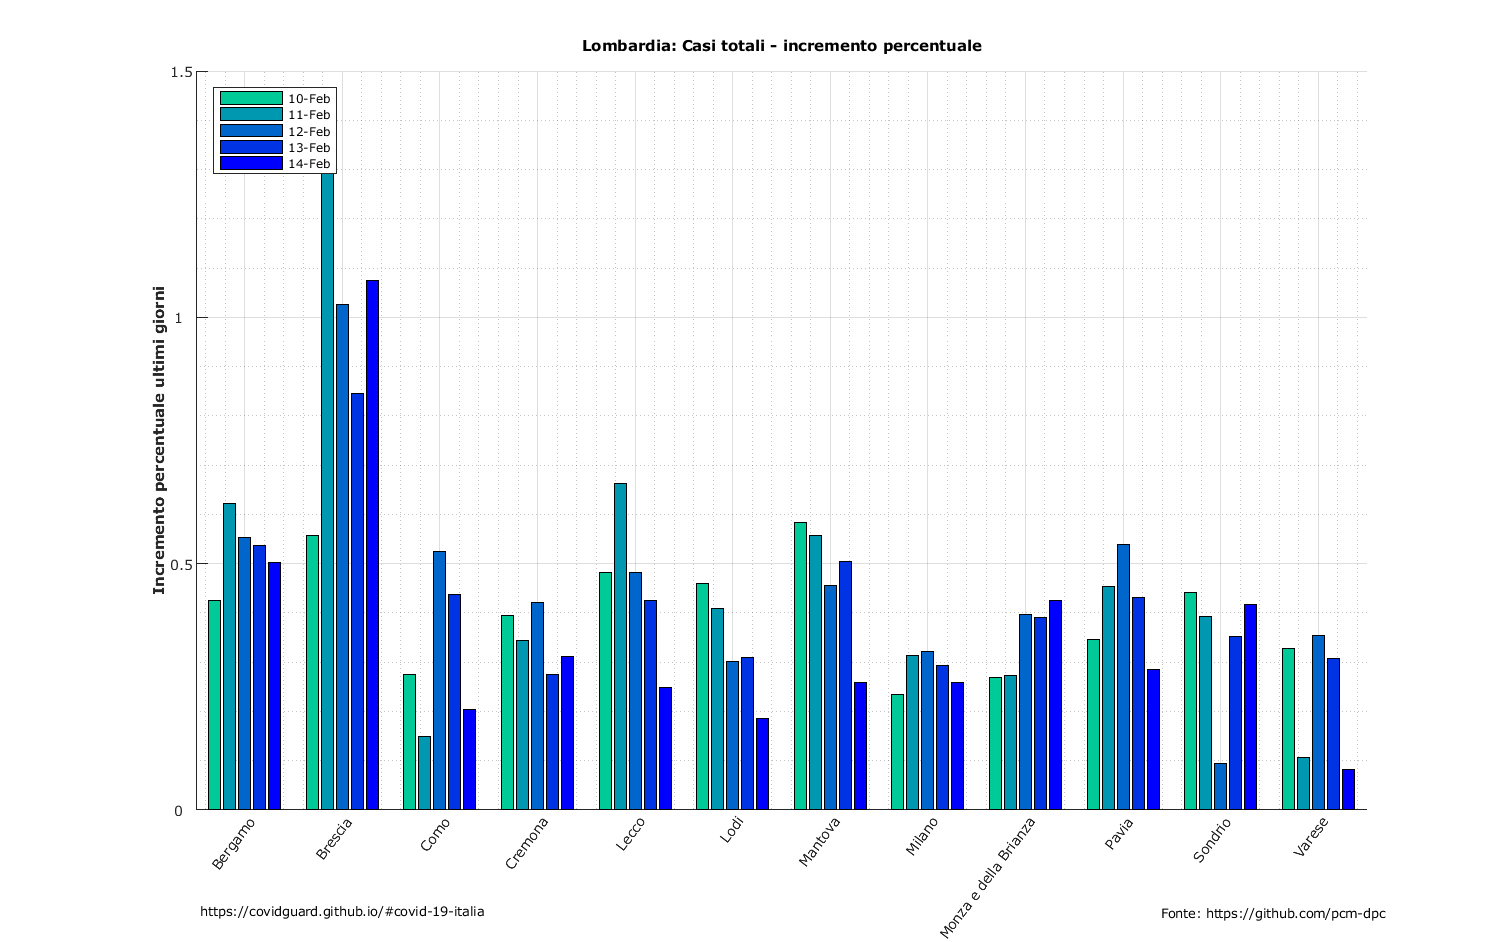 Lombardia: Casi totali - incremento percentuale
1.5
10-Feb
11-Feb
12-Feb
13-Feb
14-Feb
1
Incremento percentuale ultimi giorni
0.5
0
Bergamo
Brescia
Como
Cremona
Lecco
Lodi
Mantova
Milano
Monza e della Brianza
Pavia
Sondrio
Varese
https://covidguard.github.io/#covid-19-italia
Fonte: https://github.com/pcm-dpc